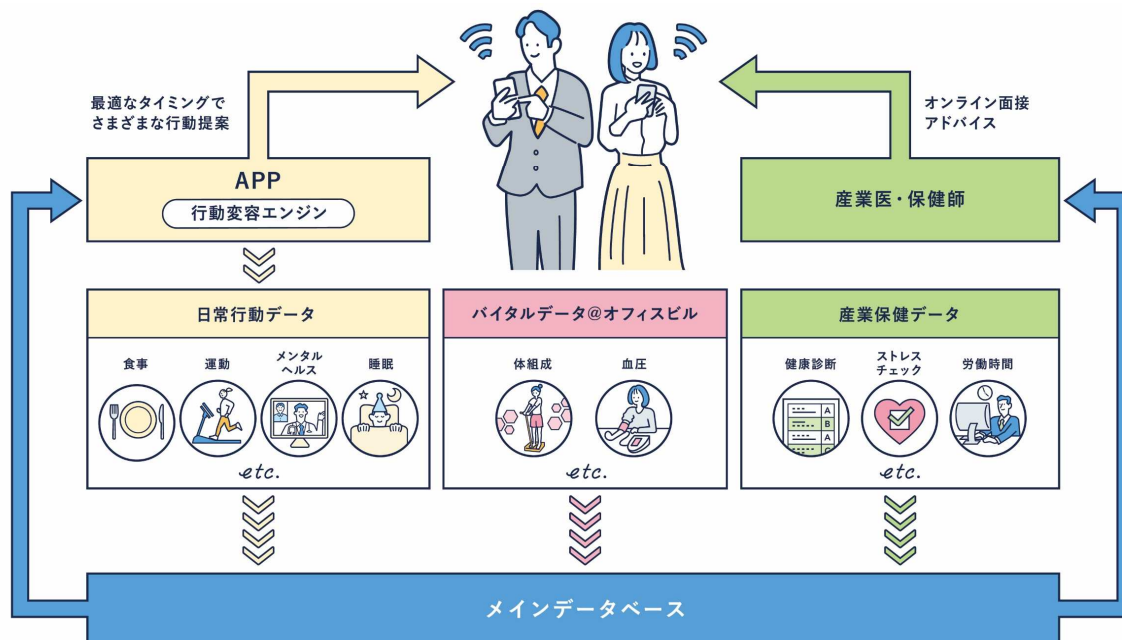 最適なタイミングで
さまざまな行動提案
オンライン面接
アドバイス
APP
行動変容エンジン
産業医・保健師
日常行動データ
食事
運動
メンタル
ヘルス
睡眠
etc.
バイタルデータ@オフィスビル
体組成
血圧
etc.
産業保健データ
健康診断
ストレス
チェック
労働時間
A
B
A
etc.
メインデータベース